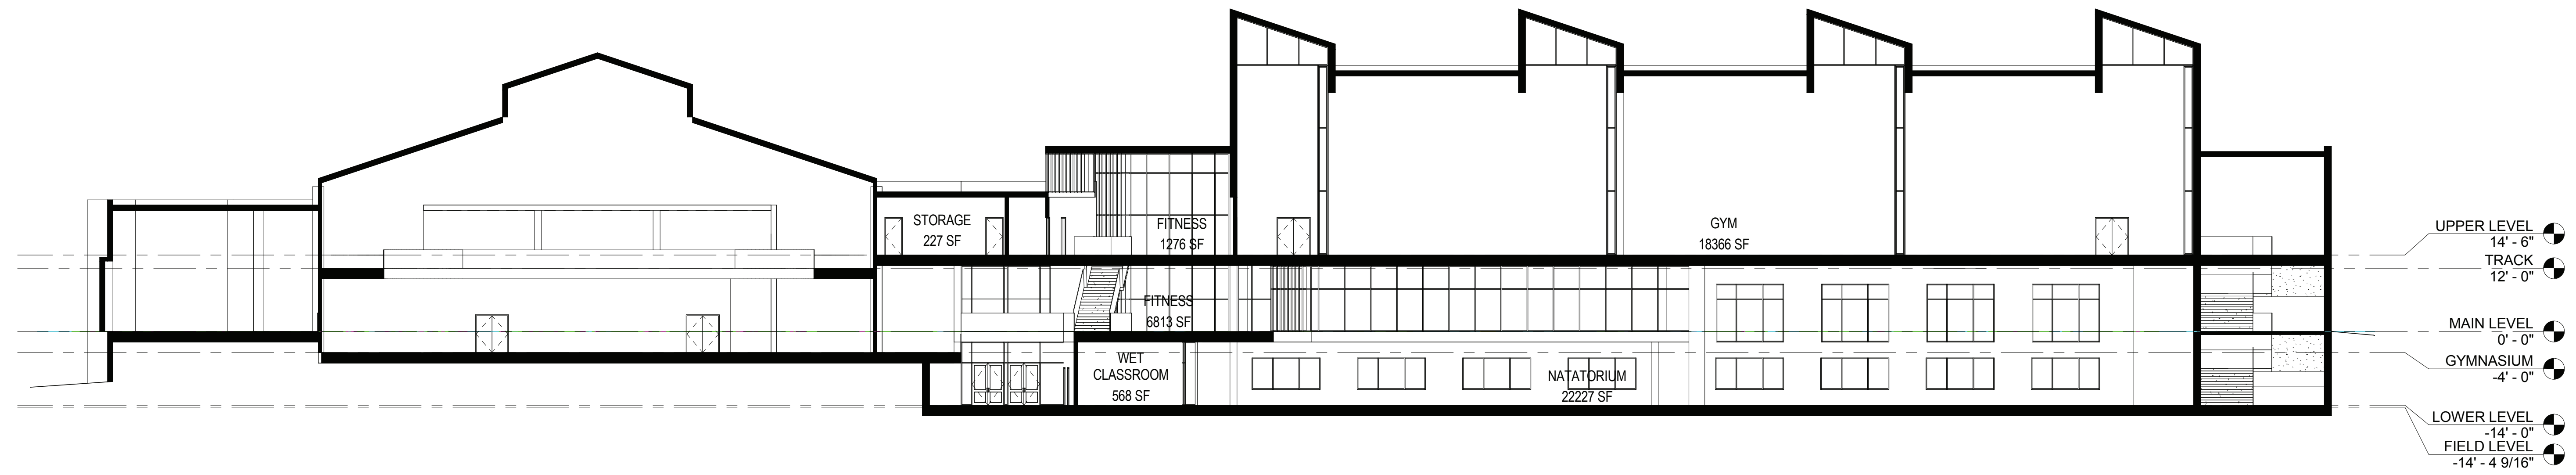 STORAGE
227 SF
FITNESS
1276 SF
GYM
18366 SF
FITNESS
6813 SF
WET
CLASSROOM
568 SF
NATATORIUM
22227 SF
UPPER LEVEL
14' - 6"
TRACK
12' - 0"
MAIN LEVEL
0' - 0"
GYMNASIUM
-4' - 0"
LOWER LEVEL
-14' - 0"
FIELD LEVEL
-14' - 4 9/16"